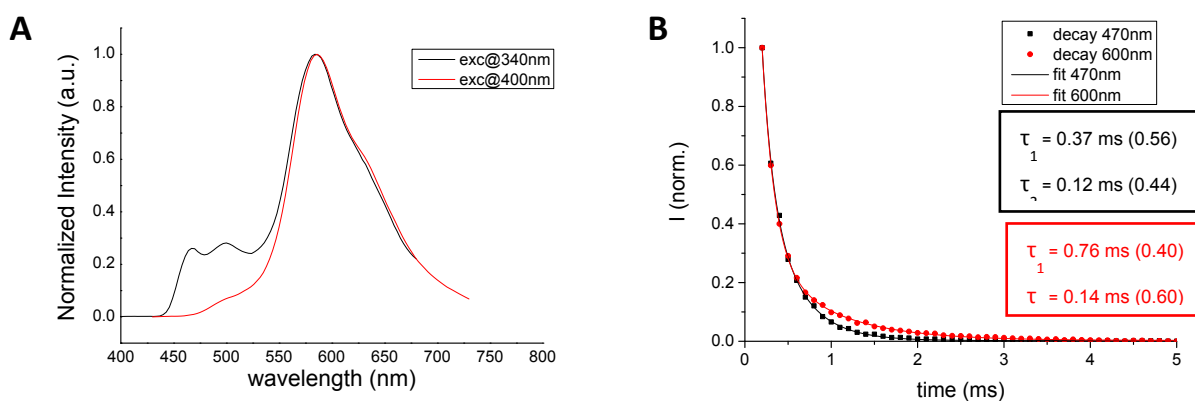 A
Normalized Intensity (a.u.)
1.0
0.8
0.6
0.4
0.2
0.0
exc@340nm
exc@400nm
400 450 500 550 600 650 700 750 800
wavelength (nm)
B
I (norm.)
1.0
0.8
0.6
0.4
0.2
0.0
decay 470nm
decay 600nm
fit 470nm
fit 600nm
τ1 = 0.37 ms (0.56)
τ = 0.12 ms (0.44)
τ1 = 0.76 ms (0.40)
τ = 0.14 ms (0.60)
0 1 2 3 4 5
time (ms)